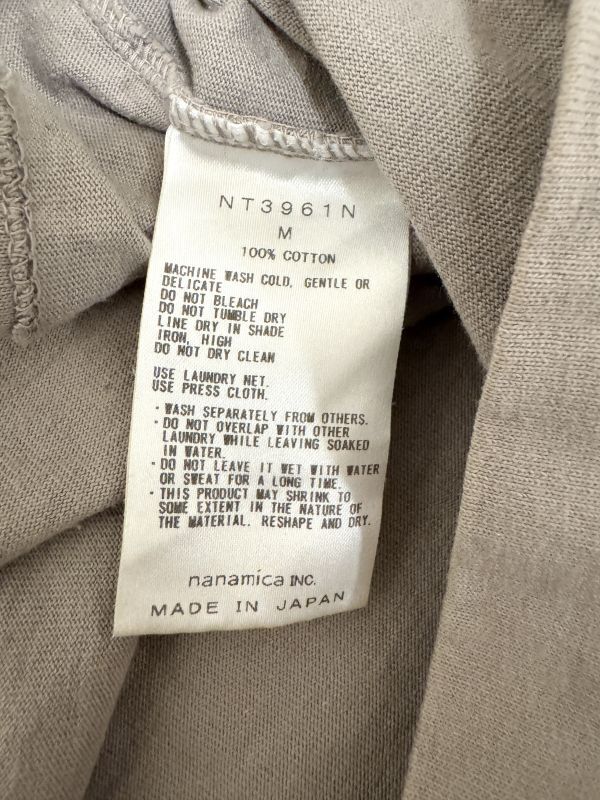 NT3961N
M
100% COTTON
MACHINE WASH COLD, GENTLE OR
DELICATE
DO NOT BLEACH
DO NOT TUMBLE DRY
LINE DRY IN SHADE
IRON, HIGH
DO NOT DRY CLEAN
USE LAUNDRY NET.
USE PRESS CLOTH.
・WASH SEPARATELY FROM OTHERS.
・DO NOT OVERLAP WITH OTHER
LAUNDRY WHILE LEAVING SOAKED
IN WATER.
・DO NOT LEAVE IT WET WITH WATER
OR SWEAT FOR A LONG TIME.
・THIS PRODUCT MAY SHRINK TO
SOME EXTENT IN THE NATURE OF
THE MATERIAL. RESHAPE AND DRY.
nanamica INC.
MADE IN JAPAN